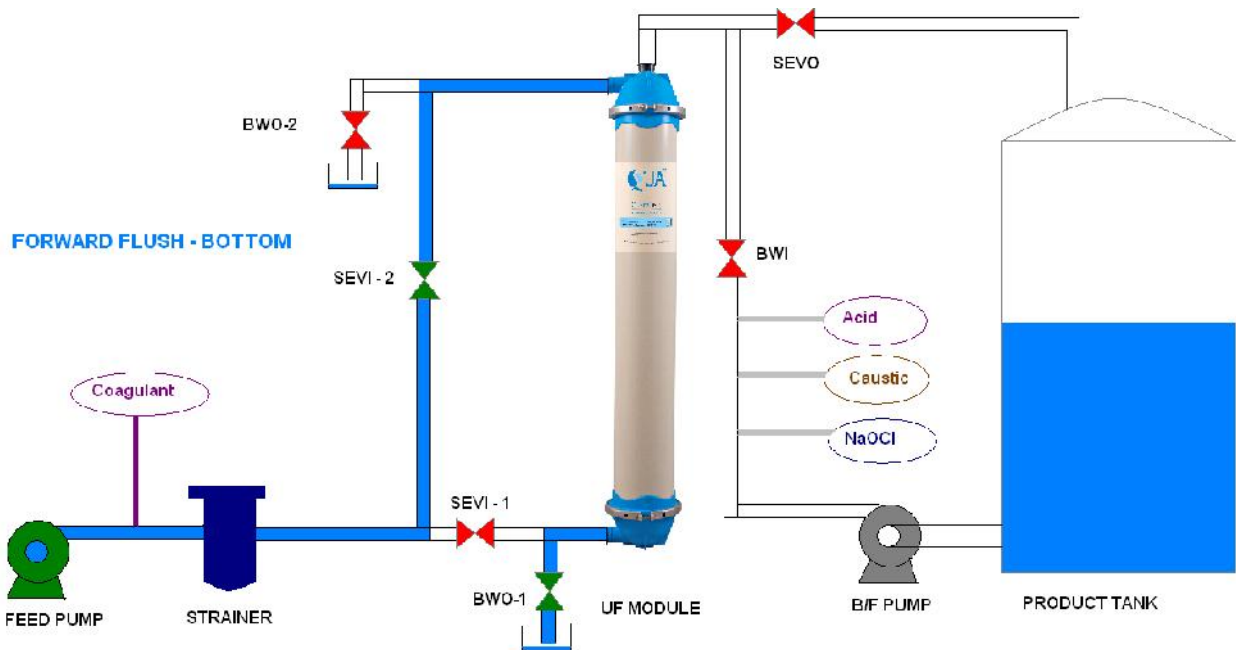 SEVO
BWO-2
FORWARD FLUSH - BOTTOM
SEVI - 2
BWI
Acid
Caustic
NaOCl
Coagulant
SEVI - 1
BWO-1
FEED PUMP
STRAINER
UF MODULE
B/F PUMP
PRODUCT TANK